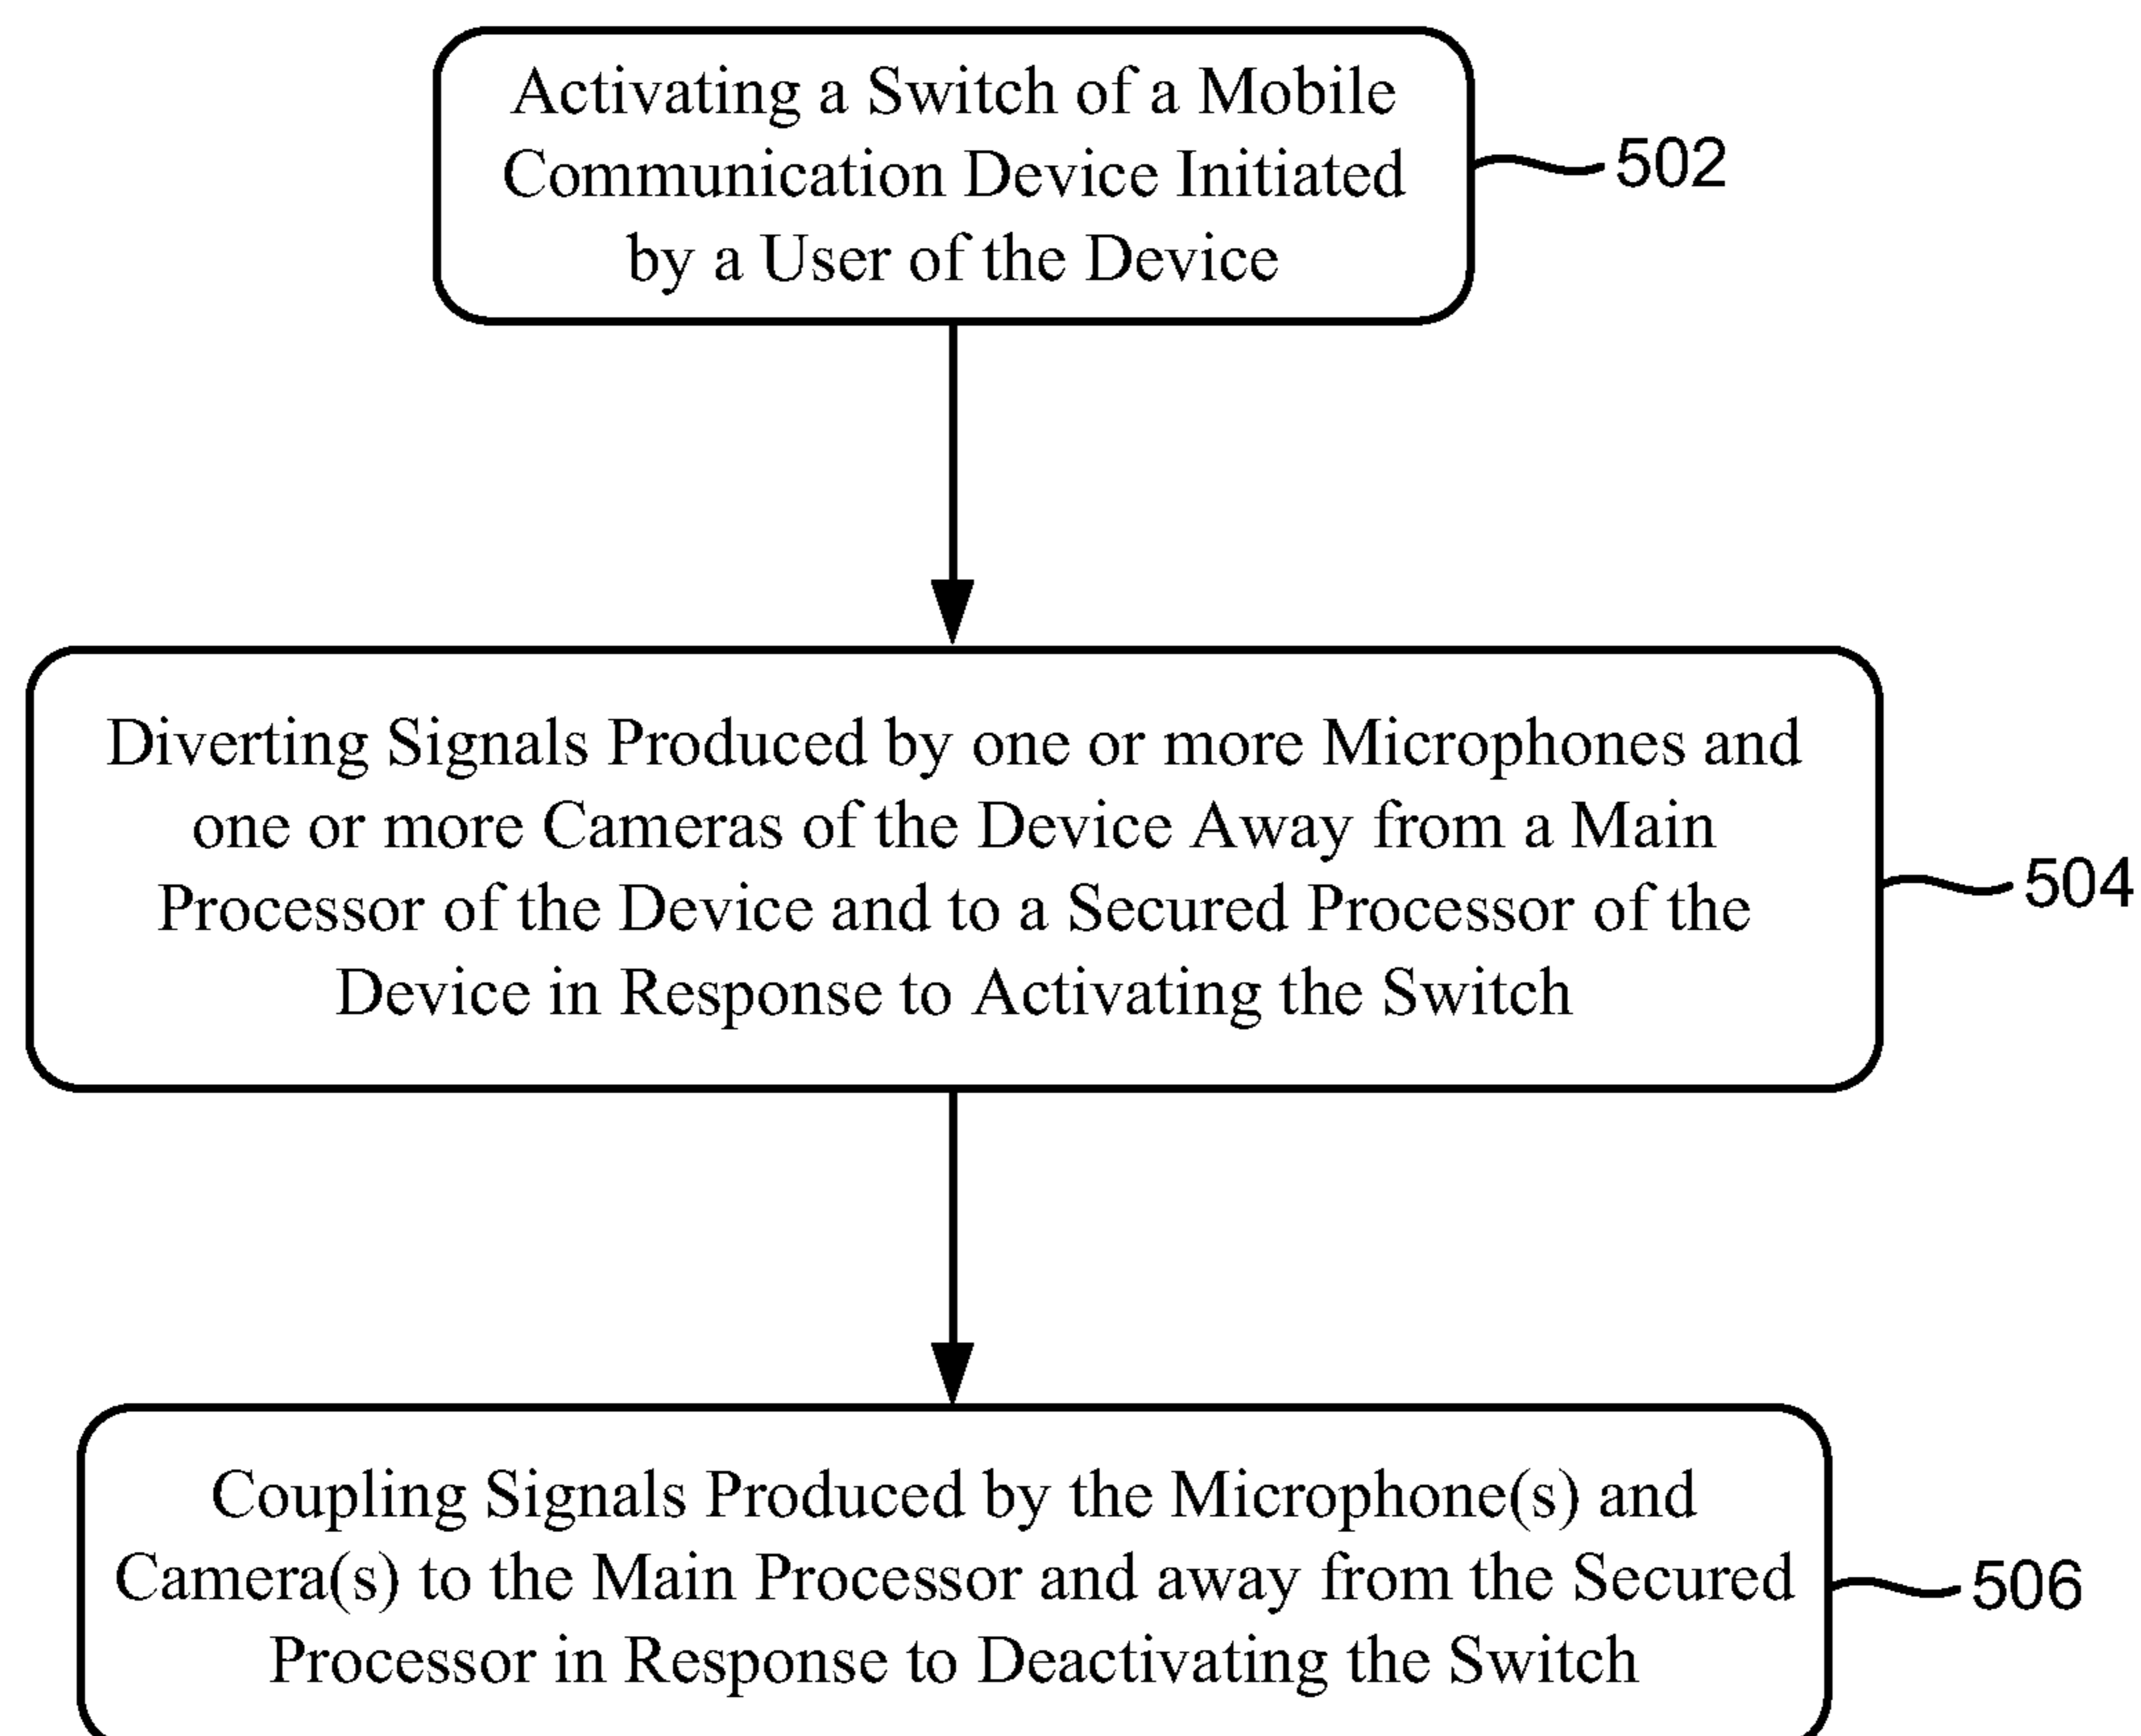 Activating a Switch of a Mobile
Communication Device Initiated
by a User of the Device
502
Diverting Signals Produced by one or more Microphones and
one or more Cameras of the Device Away from a Main
Processor of the Device and to a Secured Processor of the
Device in Response to Activating the Switch
504
Coupling Signals Produced by the Microphone(s) and
Camera(s) to the Main Processor and away from the Secured
Processor in Response to Deactivating the Switch
506